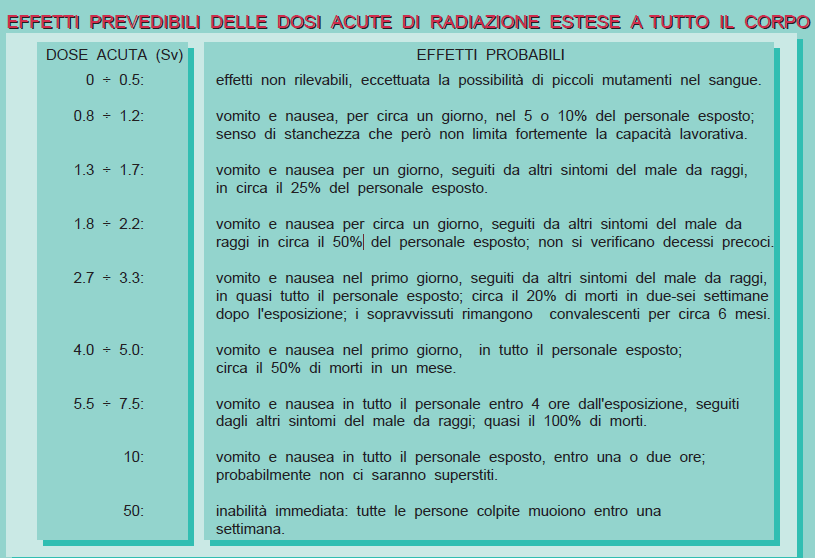 EFFETTI PREVEDIBILI DELLE DOSI ACUTE DI RADIAZIONE ESTESE A TUTTO IL CORPO
DOSE ACUTA (Sv) EFFETTI PROBABILI
0 ÷ 0.5: effetti non rilevabili, eccettuata la possibilità di piccoli mutamenti nel sangue.
0.8 ÷ 1.2: vomito e nausea, per circa un giorno, nel 5 o 10% del personale esposto;
senso di stanchezza che però non limita fortemente la capacità lavorativa.
1.3 ÷ 1.7: vomito e nausea per un giorno, seguiti da altri sintomi del male da raggi,
in circa il 25% del personale esposto.
1.8 ÷ 2.2: vomito e nausea per circa un giorno, seguiti da altri sintomi del male da
raggi in circa il 50% del personale esposto; non si verificano decessi precoci.
2.7 ÷ 3.3: vomito e nausea nel primo giorno, seguiti da altri sintomi del male da raggi,
in quasi tutto il personale esposto; circa il 20% di morti in due-sei settimane
dopo l'esposizione; i sopravvissuti rimangono convalescenti per circa 6 mesi.
4.0 ÷ 5.0: vomito e nausea nel primo giorno, in tutto il personale esposto;
circa il 50% di morti in un mese.
5.5 ÷ 7.5: vomito e nausea in tutto il personale entro 4 ore dall'esposizione, seguiti
dagli altri sintomi del male da raggi; quasi il 100% di morti.
10: vomito e nausea in tutto il personale esposto, entro una o due ore;
probabilmente non ci saranno superstiti.
50: inabilità immediata: tutte le persone colpite muoiono entro una
settimana.